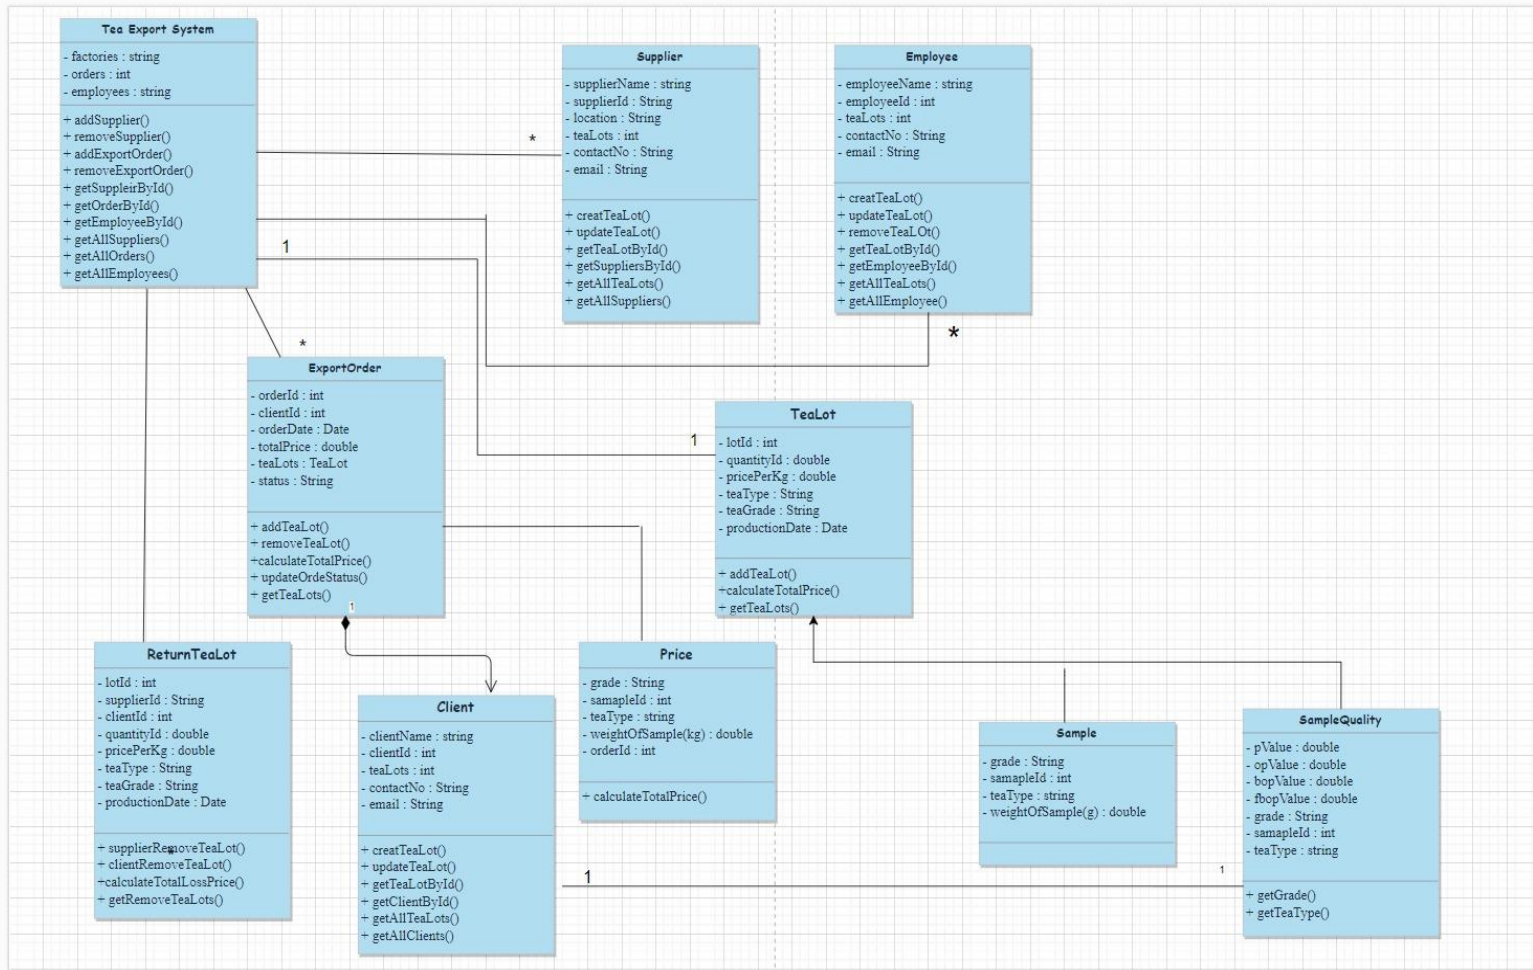 Tea Export System
- factories : string
- orders : int
- employees : string
+ addSupplier()
+ removeSupplier()
+ addExportOrder()
+ removeExportOrder()
+ getSuppleirById()
+ getOrderById()
+ getEmployeeById()
+ getAllSuppliers()
+ getAllOrders()
+ getAllEmployees()
Supplier
- supplierName : string
- supplierId : String
- location : String
- teaLots : int
- contactNo : String
- email : String
+ creatTeaLot()
+ updateTeaLot()
+ getTeaLotById()
+ getSuppliersById()
+ getAllTeaLots()
+ getAllSuppliers()
Employee
- employeeName : string
- employeeId : int
- teaLots : int
- contactNo : String
- email : String
+ creatTeaLot()
+ updateTeaLot()
+ removeTeaLOt()
+ getTeaLotById()
+ getEmployeeById()
+ getAllTeaLots()
+ getAllEmployee()
*
1
*
*
ExportOrder
- orderId : int
- clientId : int
- orderDate : Date
- totalPrice : double
- teaLots : TeaLot
- status : String
+ addTeaLot()
+ removeTeaLot()
+calculateTotalPrice()
+ updateOrdeStatus()
+ getTeaLots()
1
1
TeaLot
- lotId : int
- quantityId : double
- pricePerKg : double
- teaType : String
- teaGrade : String
- productionDate : Date
+ addTeaLot()
+calculateTotalPrice()
+ getTeaLots()
ReturnTeaLot
- lotId : int
- supplierId : String
- clientId : int
- quantityId : double
- pricePerKg : double
- teaType : String
- teaGrade : String
- productionDate : Date
+ supplierRemoveTeaLot()
+ clientRemoveTeaLot()
+calculateTotalLossPrice()
+ getRemoveTeaLots()
Client
- clientName : string
- clientId : int
- teaLots : int
- contactNo : String
- email : String
+ creatTeaLot()
+ updateTeaLot()
+ getTeaLotById()
+ getClientById()
+ getAllTeaLots()
+ getAllClients()
Price
- grade : String
- samapleId : int
- teaType : string
- weightOfSample(kg) : double
- orderId : int
+ calculateTotalPrice()
Sample
- grade : String
- samapleId : int
- teaType : string
- weightOfSample(g) : double
SampleQuality
- pValue : double
- opValue : double
- bopValue : double
- fbopValue : double
- grade : String
- samapleId : int
- teaType : string
+ getGrade()
+ getTeaType()
1
1